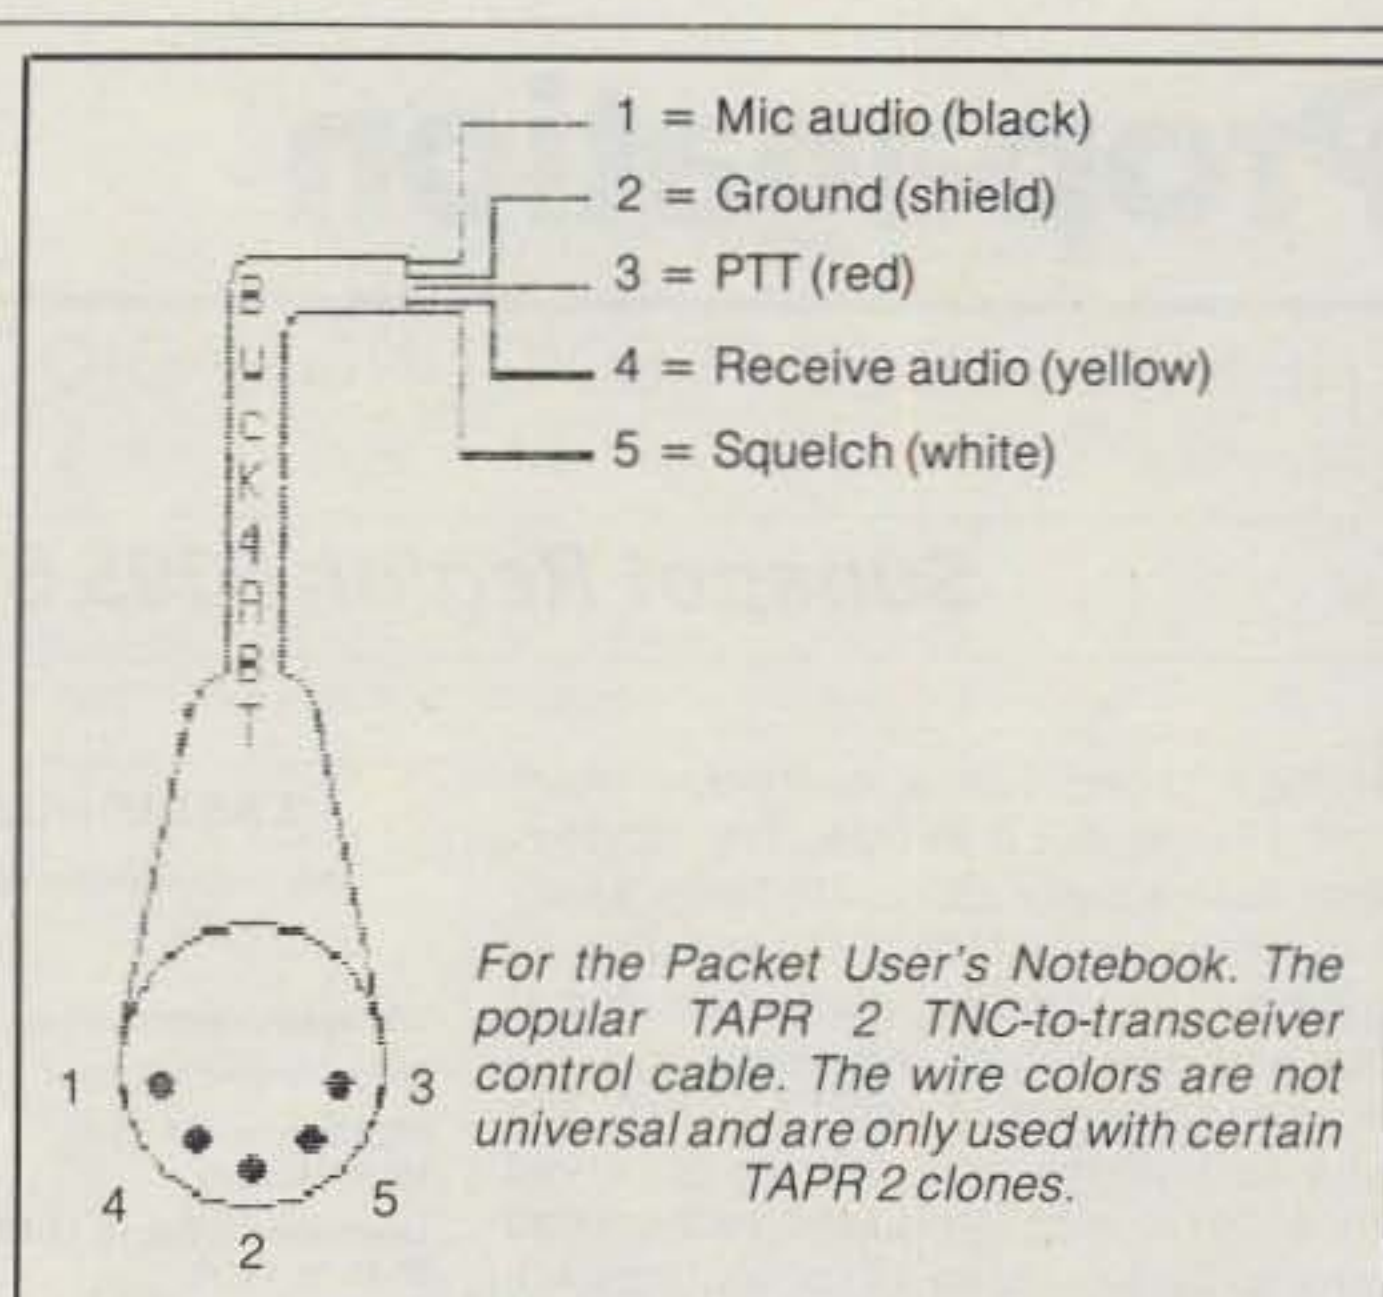 1 = Mic audio (black)
2 = Ground (shield)
3 = PTT (red)
4 = Receive audio (yellow)
5 = Squelch (white)
BUCK4ABT
1
3
4
5
2
For the Packet User's Notebook. The
popular TAPR 2 TNC-to-transceiver
control cable. The wire colors are not
universal and are only used with certain
TAPR 2 clones.